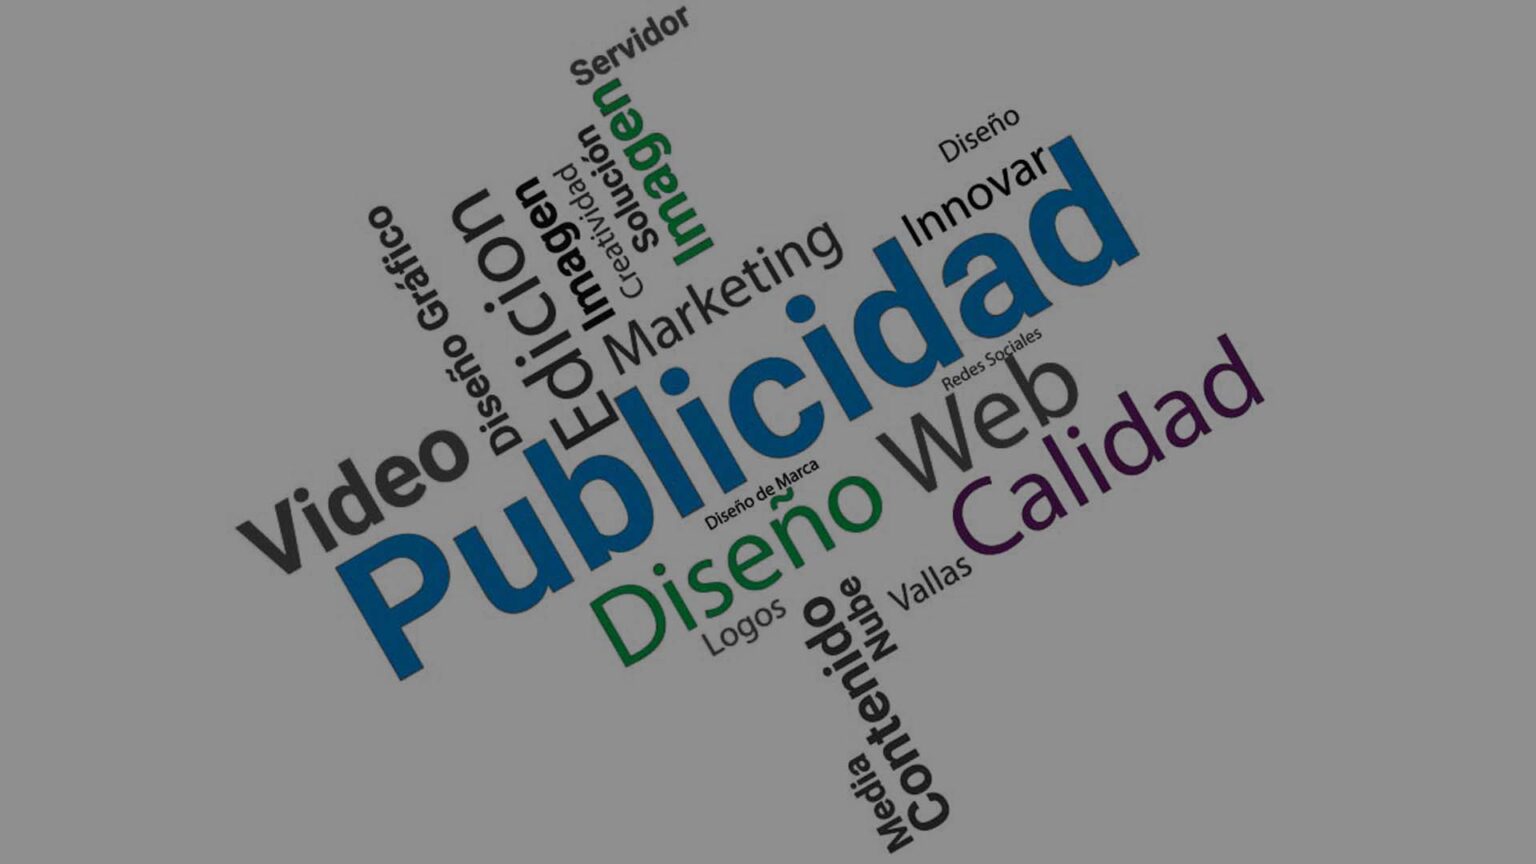 Servidor
Imagen
Solución
Creatividad
Imagen
Edicion
Diseño Gráfico
Diseño
Innovar
Marketing
Video
Publicidad
Redes Sociales
Web
Calidad
Diseño de Marca
Diseño
Logos
Vallas
Nube
Contenido
Media